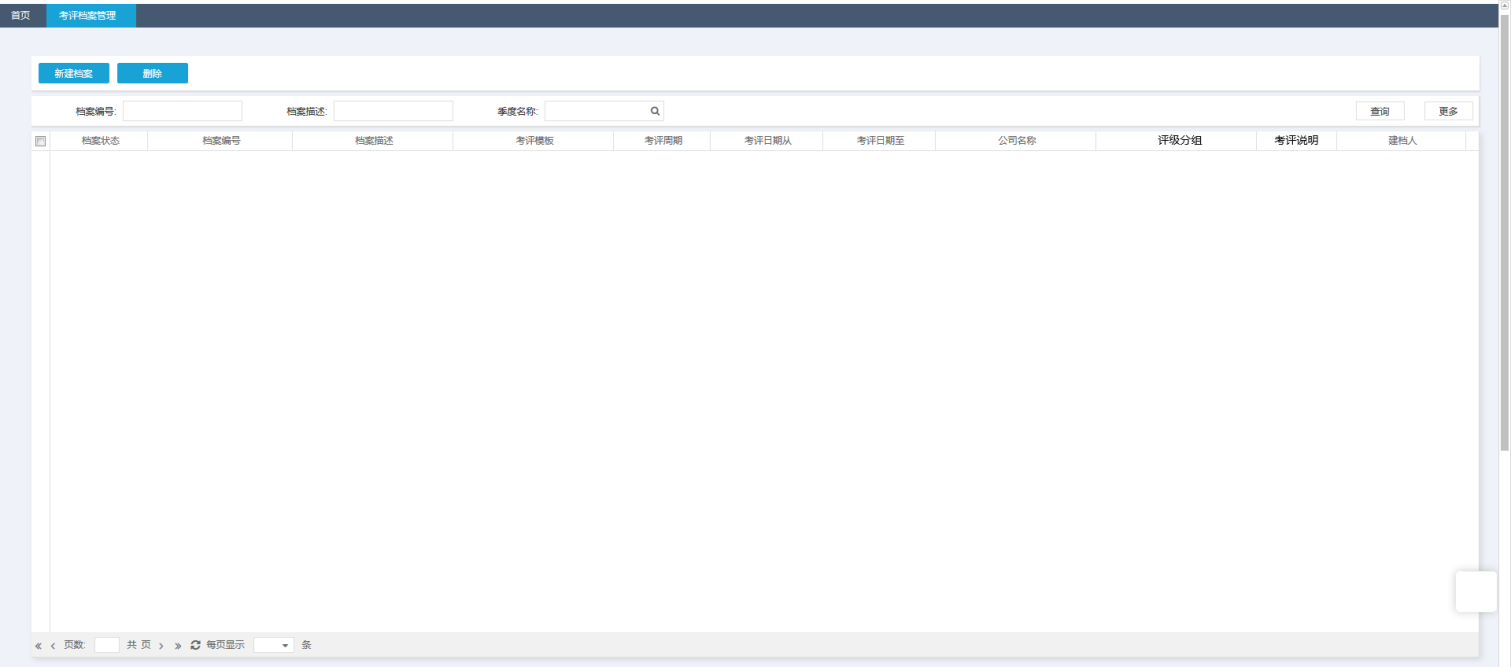 首页 考评档案管理
新建档案 删除
档案编号: 档案描述: 季度名称: 查询 更多
档案状态 档案编号 档案描述 考评模板 考评周期 考评日期从 考评日期至 公司名称 评级分组 考评说明 建档人
« ‹ 页数: 共 页 › » 每页显示 条